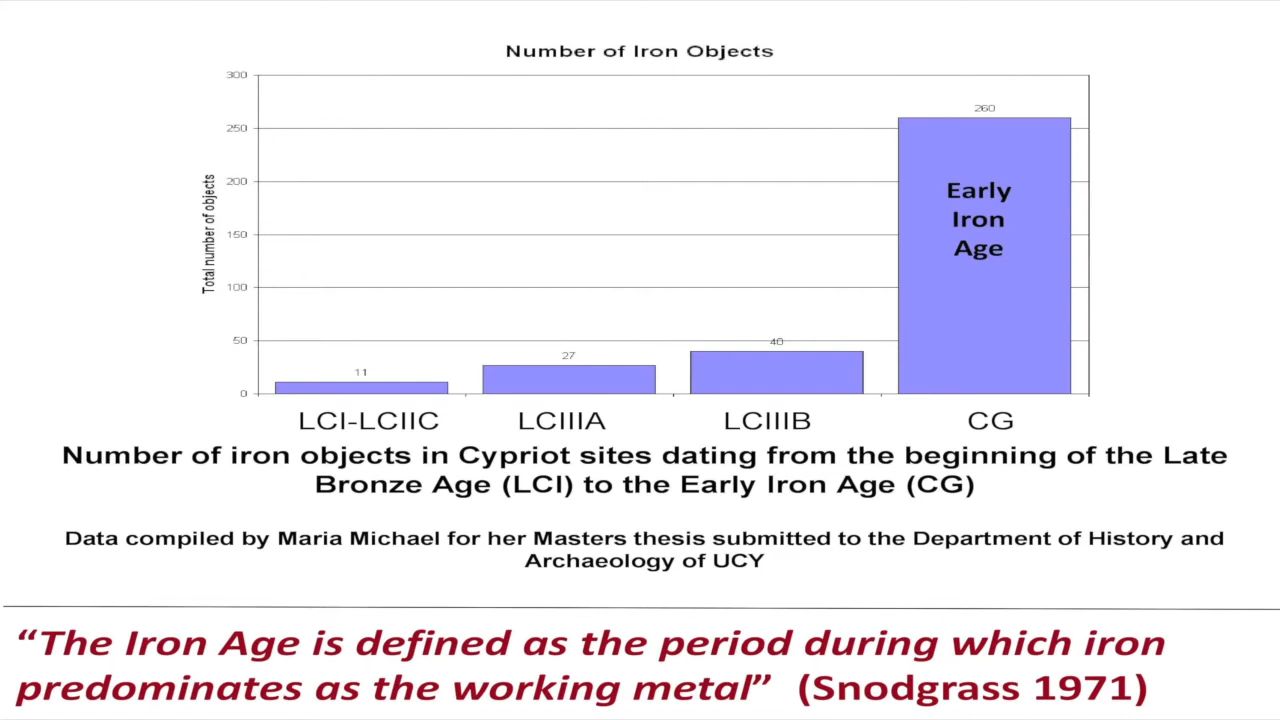 Number of Iron Objects
Total number of objects
300
250
200
150
100
50
0
11
27
40
260
Early
Iron
Age
LCI-LCIIC
LCIIIA
LCIIIB
CG
Number of iron objects in Cypriot sites dating from the beginning of the Late
Bronze Age (LCI) to the Early Iron Age (CG)
Data compiled by Maria Michael for her Masters thesis submitted to the Department of History and
Archaeology of UCY
“The Iron Age is defined as the period during which iron
predominates as the working metal” (Snodgrass 1971)